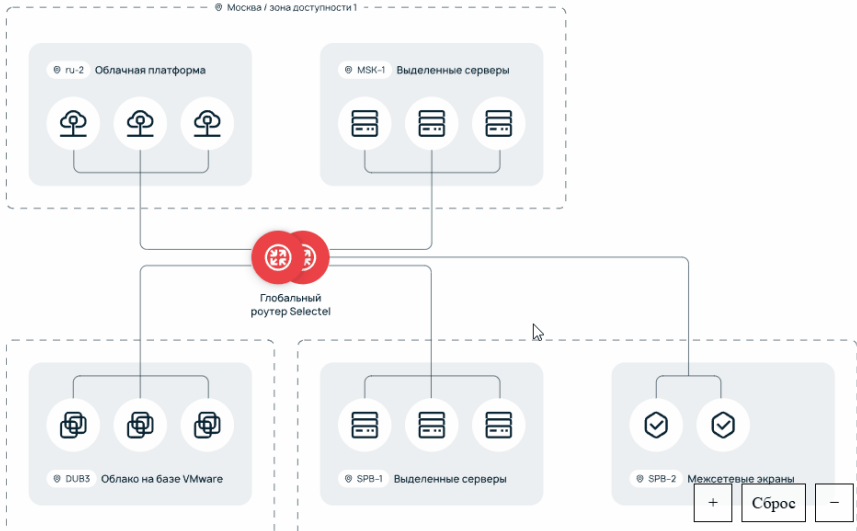 Москва / зона доступности 1
ru-2 Облачная платформа
MSK-1 Выделенные серверы
Глобальный
роутер Selectel
DUB3 Облако на базе VMware
SPB-1 Выделенные серверы
SPB-2 Межсетевые экраны
+ Сброс −